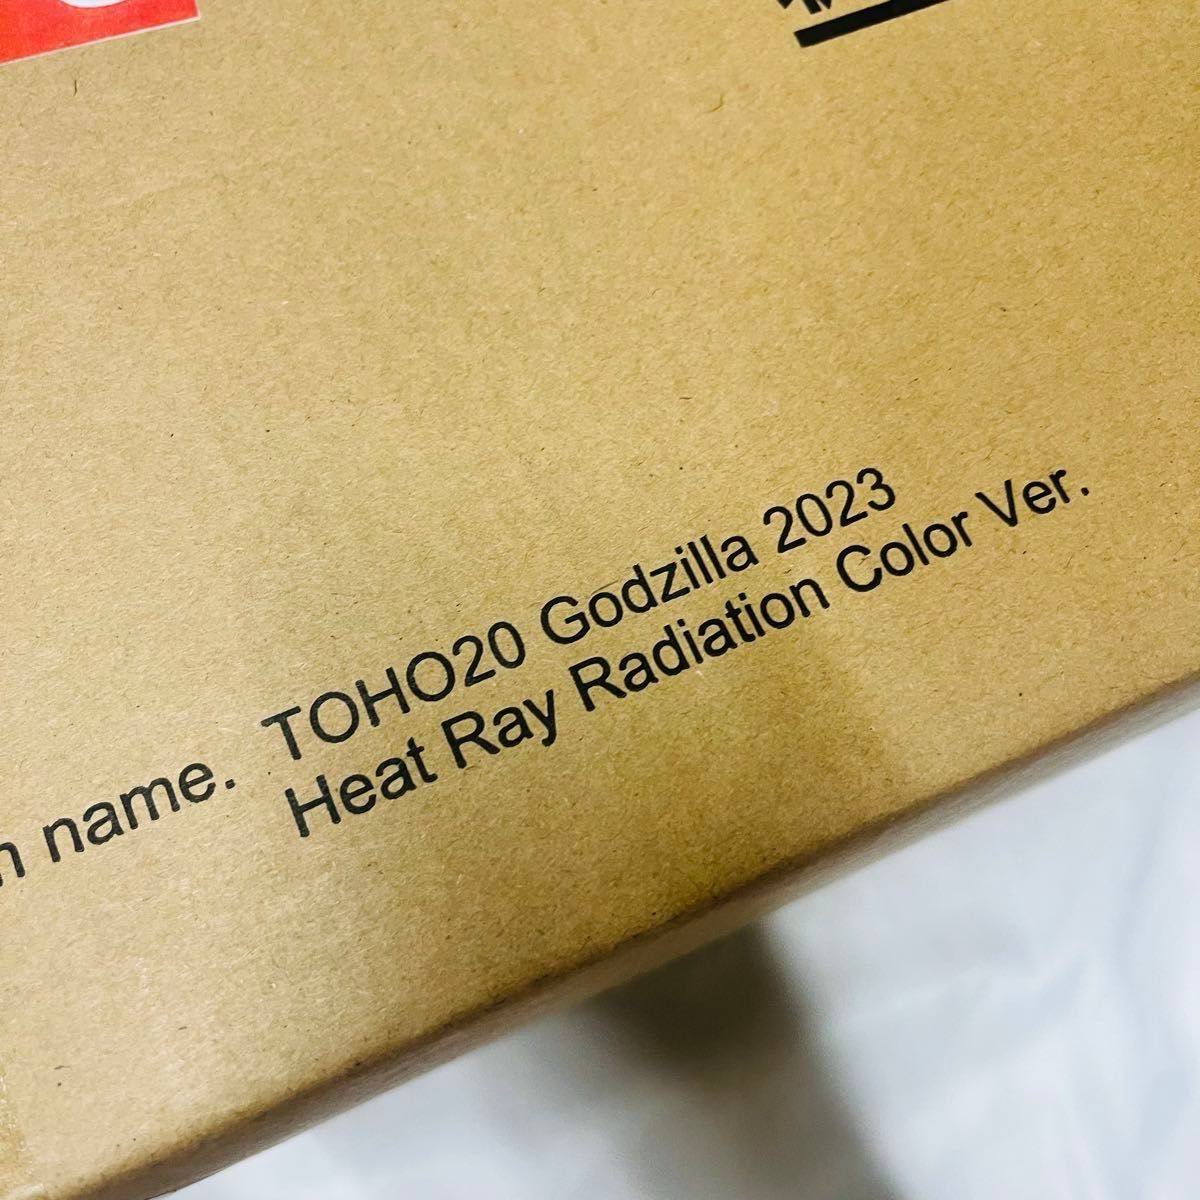 name. TOHO20 Godzilla 2023
Heat Ray Radiation Color Ver.